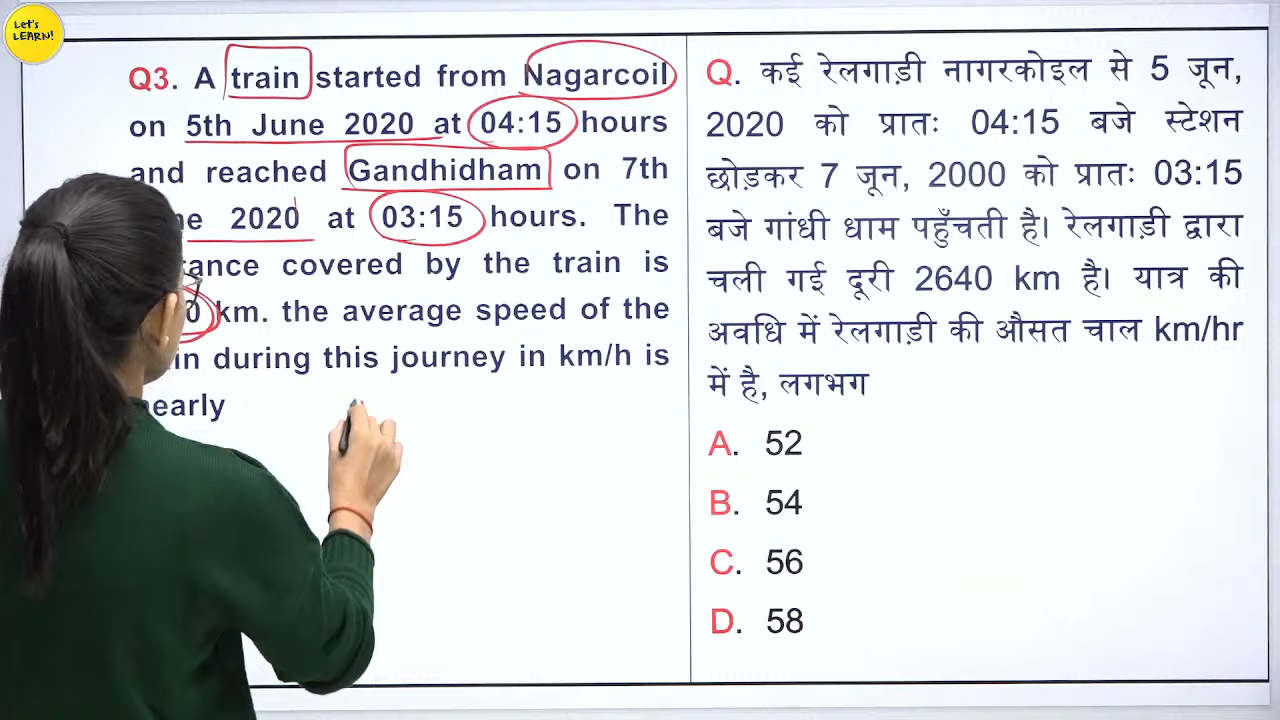 Let's
LEARN!
Q3. A train started from Nagarcoil
on 5th June 2020 at 04:15 hours
and reached Gandhidham on 7th
2020 at 03:15 hours. The
covered by the train is
km. the average speed of the
during this journey in km/h is
Q. कई रेलगाड़ी नागरकोइल से 5 जून,
2020 को प्रातः 04:15 बजे स्टेशन
छोड़कर 7 जून, 2000 को प्रातः 03:15
बजे गांधी धाम पहुँचती है। रेलगाड़ी द्वारा
चली गई दूरी 2640 km है। यात्र की
अवधि में रेलगाड़ी की औसत चाल km/hr
में है, लगभग
A. 52
B. 54
C. 56
D. 58